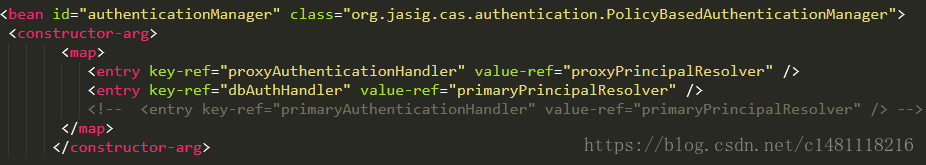 <bean id="authenticationManager" class="org.jasig.cas.authentication.PolicyBasedAuthenticationManager">
<constructor-arg>
<map>
<entry key-ref="proxyAuthenticationHandler" value-ref="proxyPrincipalResolver" />
<entry key-ref="dbAuthHandler" value-ref="primaryPrincipalResolver" />
<!--  <entry key-ref="primaryAuthenticationHandler" value-ref="primaryPrincipalResolver" /> -->
</map>
</constructor-arg>
https://blog.csdn.net/c1481118216